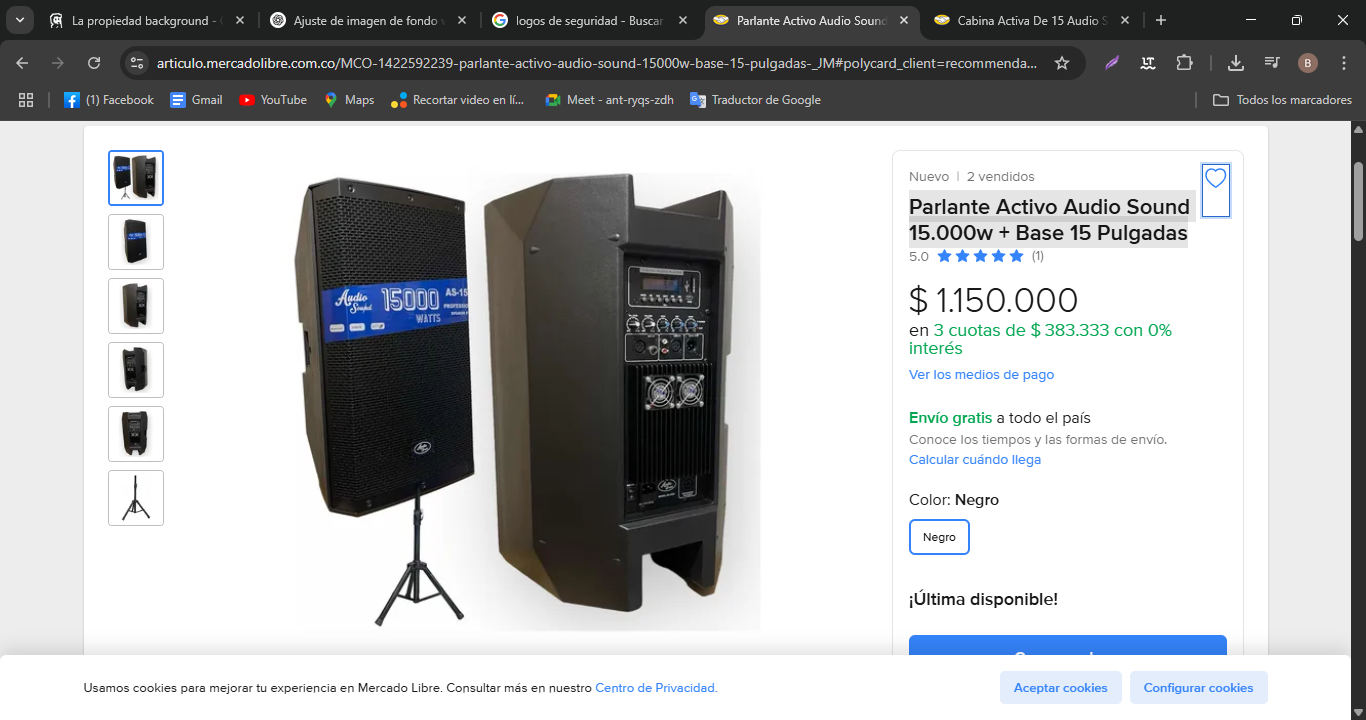 La propiedad background -
Ajuste de imagen de fondo
logos de seguridad - Buscar
Parlante Activo Audio Sound
Cabina Activa De 15 Audio S
articulo.mercadolibre.com.co/MCO-1422592239-parlante-activo-audio-sound-15000w-base-15-pulgadas-_JM#polycard_client=recommenda...
B
(1) Facebook
Gmail
YouTube
Maps
Recortar video en lí...
Meet - ant-ryqs-zdh
Traductor de Google
Todos los marcadores
Nuevo | 2 vendidos
Parlante Activo Audio Sound
15.000w + Base 15 Pulgadas
5.0 (1)
$ 1.150.000
en 3 cuotas de $ 383.333 con 0%
interés
Ver los medios de pago
Envío gratis a todo el país
Conoce los tiempos y las formas de envío.
Calcular cuándo llega
Color: Negro
Negro
¡Última disponible!
Audio Sound 15000 WATTS AS-15
Usamos cookies para mejorar tu experiencia en Mercado Libre. Consultar más en nuestro Centro de Privacidad.
Aceptar cookies
Configurar cookies